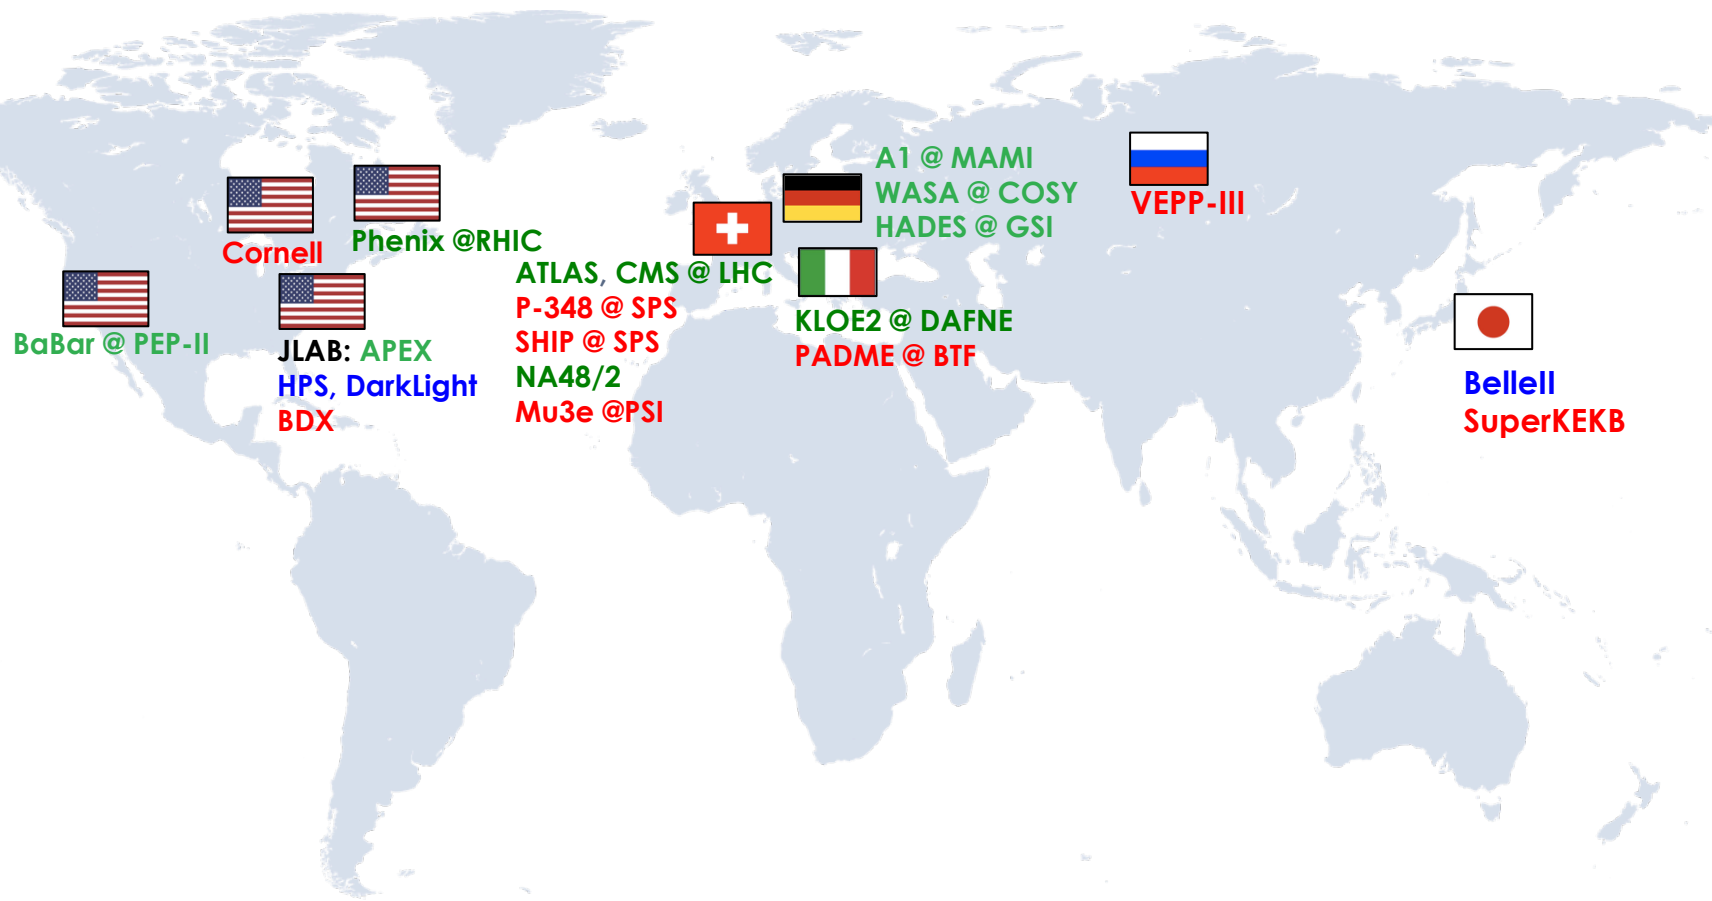 Cornell
Phenix @RHIC
BaBar @ PEP-II
JLAB: APEX
HPS, DarkLight
BDX
ATLAS, CMS @ LHC
P-348 @ SPS
SHIP @ SPS
NA48/2
Mu3e @PSI
A1 @ MAMI
WASA @ COSY
HADES @ GSI
KLOE2 @ DAFNE
PADME @ BTF
VEPP-III
BelleII
SuperKEKB